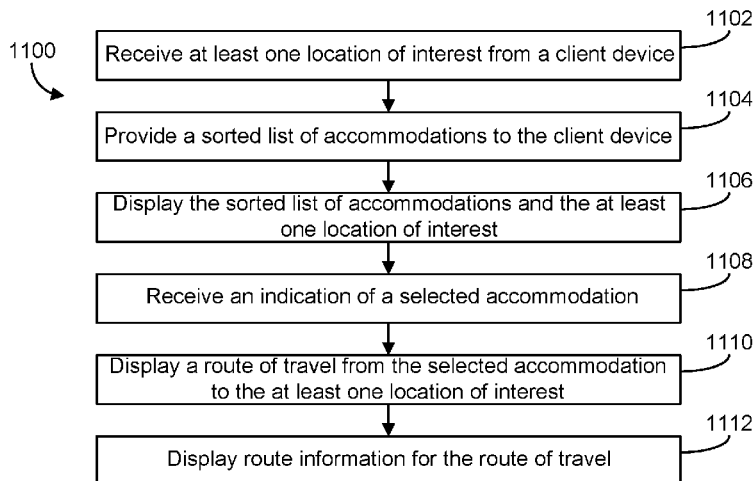 1100
1102
Receive at least one location of interest from a client device
1104
Provide a sorted list of accommodations to the client device
1106
Display the sorted list of accommodations and the at least
one location of interest
1108
Receive an indication of a selected accommodation
1110
Display a route of travel from the selected accommodation
to the at least one location of interest
1112
Display route information for the route of travel